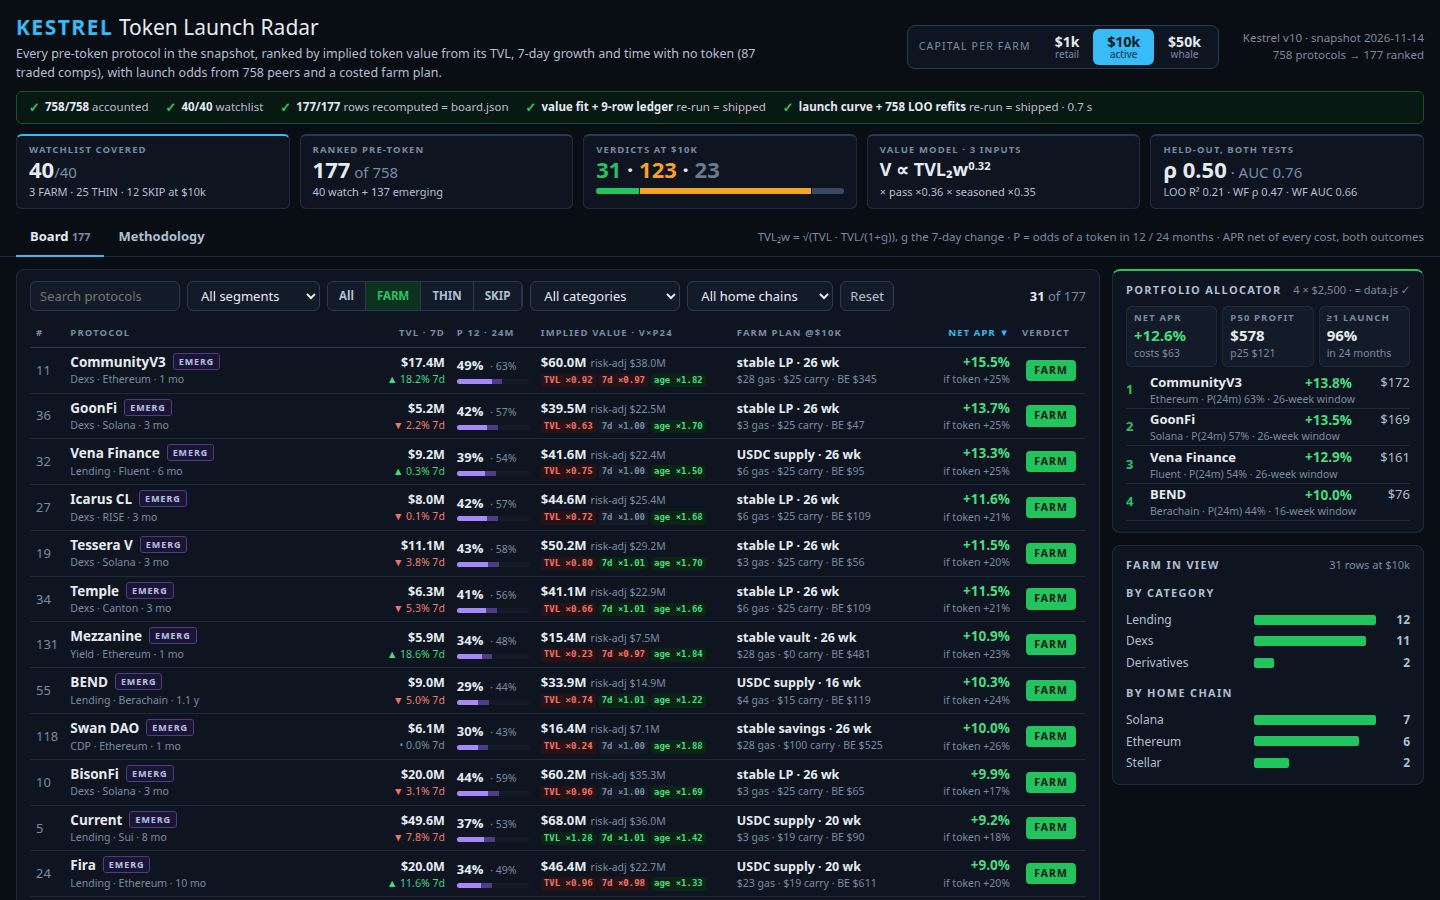 KESTREL Token Launch Radar
Every pre-token protocol in the snapshot, ranked by implied token value from its TVL, 7-day growth and time with no token (87
traded comps), with launch odds from 758 peers and a costed farm plan.
CAPITAL PER FARM
$1k
retail
$10k
active
$50k
whale
Kestrel v10 · snapshot 2026-11-14
758 protocols → 177 ranked
✓ 758/758 accounted ✓ 40/40 watchlist ✓ 177/177 rows recomputed = board.json ✓ value fit + 9-row ledger re-run = shipped ✓ launch curve + 758 LOO refits re-run = shipped · 0.7 s
WATCHLIST COVERED
40/40
3 FARM · 25 THIN · 12 SKIP at $10k
RANKED PRE-TOKEN
177 of 758
40 watch + 137 emerging
VERDICTS AT $10K
31 · 123 · 23
VALUE MODEL · 3 INPUTS
V ∝ TVL₂w^0.32
× pass ×0.36 × seasoned ×0.35
HELD-OUT, BOTH TESTS
ρ 0.50 · AUC 0.76
LOO R² 0.21 · WF ρ 0.47 · WF AUC 0.66
Board 177 Methodology
TVL₂w = √(TVL · TVL/(1+g)), g the 7-day change · P = odds of a token in 12 / 24 months · APR net of every cost, both outcomes
Search protocols All segments All FARM THIN SKIP All categories All home chains Reset 31 of 177
# PROTOCOL TVL · 7D P 12 · 24M IMPLIED VALUE · V×P24 FARM PLAN @$10K NET APR ▼ VERDICT
11 CommunityV3 EMERG $17.4M 49% · 63% $60.0M risk-adj $38.0M stable LP · 26 wk +15.5% FARM
Dexs · Ethereum · 1 mo ▲ 18.2% 7d TVL ×0.92 7d ×0.97 age ×1.82 $28 gas · $25 carry · BE $345 if token +25%
36 GoonFi EMERG $5.2M 42% · 57% $39.5M risk-adj $22.5M stable LP · 26 wk +13.7% FARM
Dexs · Solana · 3 mo ▼ 2.2% 7d TVL ×0.63 7d ×1.00 age ×1.70 $3 gas · $25 carry · BE $47 if token +25%
32 Vena Finance EMERG $9.2M 39% · 54% $41.6M risk-adj $22.4M USDC supply · 26 wk +13.3% FARM
Lending · Fluent · 6 mo ▲ 0.3% 7d TVL ×0.75 7d ×1.00 age ×1.50 $6 gas · $25 carry · BE $95 if token +25%
27 Icarus CL EMERG $8.0M 42% · 57% $44.6M risk-adj $25.4M stable LP · 26 wk +11.6% FARM
Dexs · RISE · 3 mo ▼ 0.1% 7d TVL ×0.72 7d ×1.00 age ×1.68 $6 gas · $25 carry · BE $109 if token +21%
19 Tessera V EMERG $11.1M 43% · 58% $50.2M risk-adj $29.2M stable LP · 26 wk +11.5% FARM
Dexs · Solana · 3 mo ▼ 3.8% 7d TVL ×0.80 7d ×1.01 age ×1.70 $3 gas · $25 carry · BE $56 if token +20%
34 Temple EMERG $6.3M 41% · 56% $41.1M risk-adj $22.9M stable LP · 26 wk +11.5% FARM
Dexs · Canton · 3 mo ▼ 5.3% 7d TVL ×0.66 7d ×1.01 age ×1.66 $6 gas · $25 carry · BE $109 if token +21%
131 Mezzanine EMERG $5.9M 34% · 48% $15.4M risk-adj $7.5M stable vault · 26 wk +10.9% FARM
Yield · Ethereum · 1 mo ▲ 18.6% 7d TVL ×0.23 7d ×0.97 age ×1.84 $28 gas · $0 carry · BE $481 if token +23%
55 BEND EMERG $9.0M 29% · 44% $33.9M risk-adj $14.9M USDC supply · 16 wk +10.3% FARM
Lending · Berachain · 1.1 y ▼ 5.0% 7d TVL ×0.74 7d ×1.01 age ×1.22 $4 gas · $15 carry · BE $119 if token +24%
118 Swan DAO EMERG $6.1M 30% · 43% $16.4M risk-adj $7.1M stable savings · 26 wk +10.0% FARM
CDP · Ethereum · 1 mo • 0.0% 7d TVL ×0.24 7d ×1.00 age ×1.88 $28 gas · $100 carry · BE $525 if token +26%
10 BisonFi EMERG $20.0M 44% · 59% $60.2M risk-adj $35.3M stable LP · 26 wk +9.9% FARM
Dexs · Solana · 3 mo ▼ 3.1% 7d TVL ×0.96 7d ×1.00 age ×1.69 $3 gas · $25 carry · BE $65 if token +17%
5 Current EMERG $49.6M 37% · 53% $68.0M risk-adj $36.0M USDC supply · 20 wk +9.2% FARM
Lending · Sui · 8 mo ▼ 7.8% 7d TVL ×1.28 7d ×1.01 age ×1.42 $3 gas · $19 carry · BE $90 if token +18%
24 Fira EMERG $20.0M 34% · 49% $46.4M risk-adj $22.7M USDC supply · 20 wk +9.0% FARM
Lending · Ethereum · 10 mo ▲ 11.6% 7d TVL ×0.96 7d ×0.98 age ×1.33 $23 gas · $19 carry · BE $611 if token +20%
PORTFOLIO ALLOCATOR 4 × $2,500 · = data.js ✓
NET APR
+12.6%
costs $63
P50 PROFIT
$578
p25 $121
≥1 LAUNCH
96%
in 24 months
1 CommunityV3 +13.8% $172
Ethereum · P(24m) 63% · 26-week window
2 GoonFi +13.5% $169
Solana · P(24m) 57% · 26-week window
3 Vena Finance +12.9% $161
Fluent · P(24m) 54% · 26-week window
4 BEND +10.0% $76
Berachain · P(24m) 44% · 16-week window
FARM IN VIEW 31 rows at $10k
BY CATEGORY
Lending 12
Dexs 11
Derivatives 2
BY HOME CHAIN
Solana 7
Ethereum 6
Stellar 2